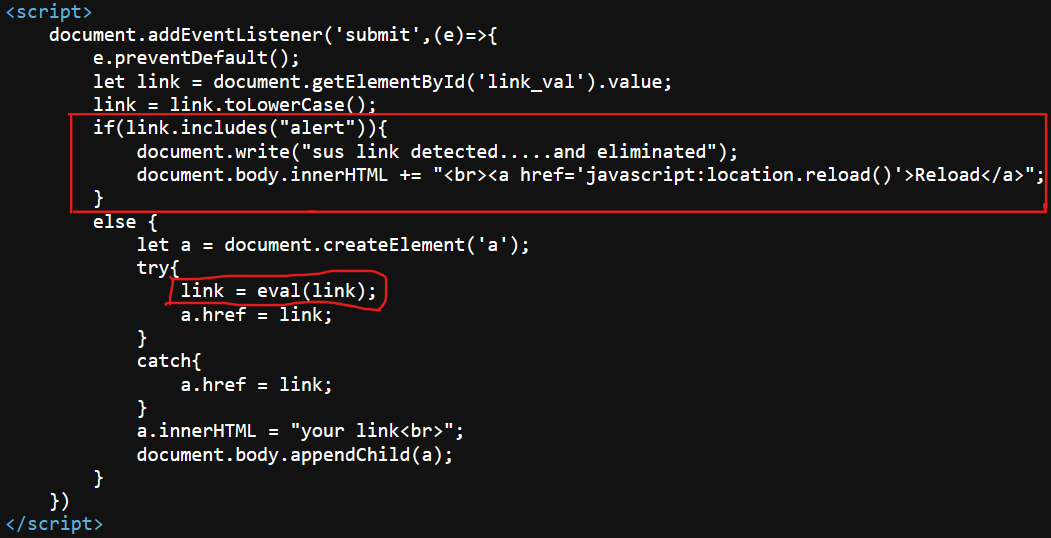 <script>
document.addEventListener('submit',(e)=>{
e.preventDefault();
let link = document.getElementById('link_val').value;
link = link.toLowerCase();
if(link.includes("alert")){
document.write("sus link detected.....and eliminated");
document.body.innerHTML += "<br><a href='javascript:location.reload()'>Reload</a>";
}
else {
let a = document.createElement('a');
try{
link = eval(link);
a.href = link;
}
catch{
a.href = link;
}
a.innerHTML = "your link<br>";
document.body.appendChild(a);
}
})
</script>